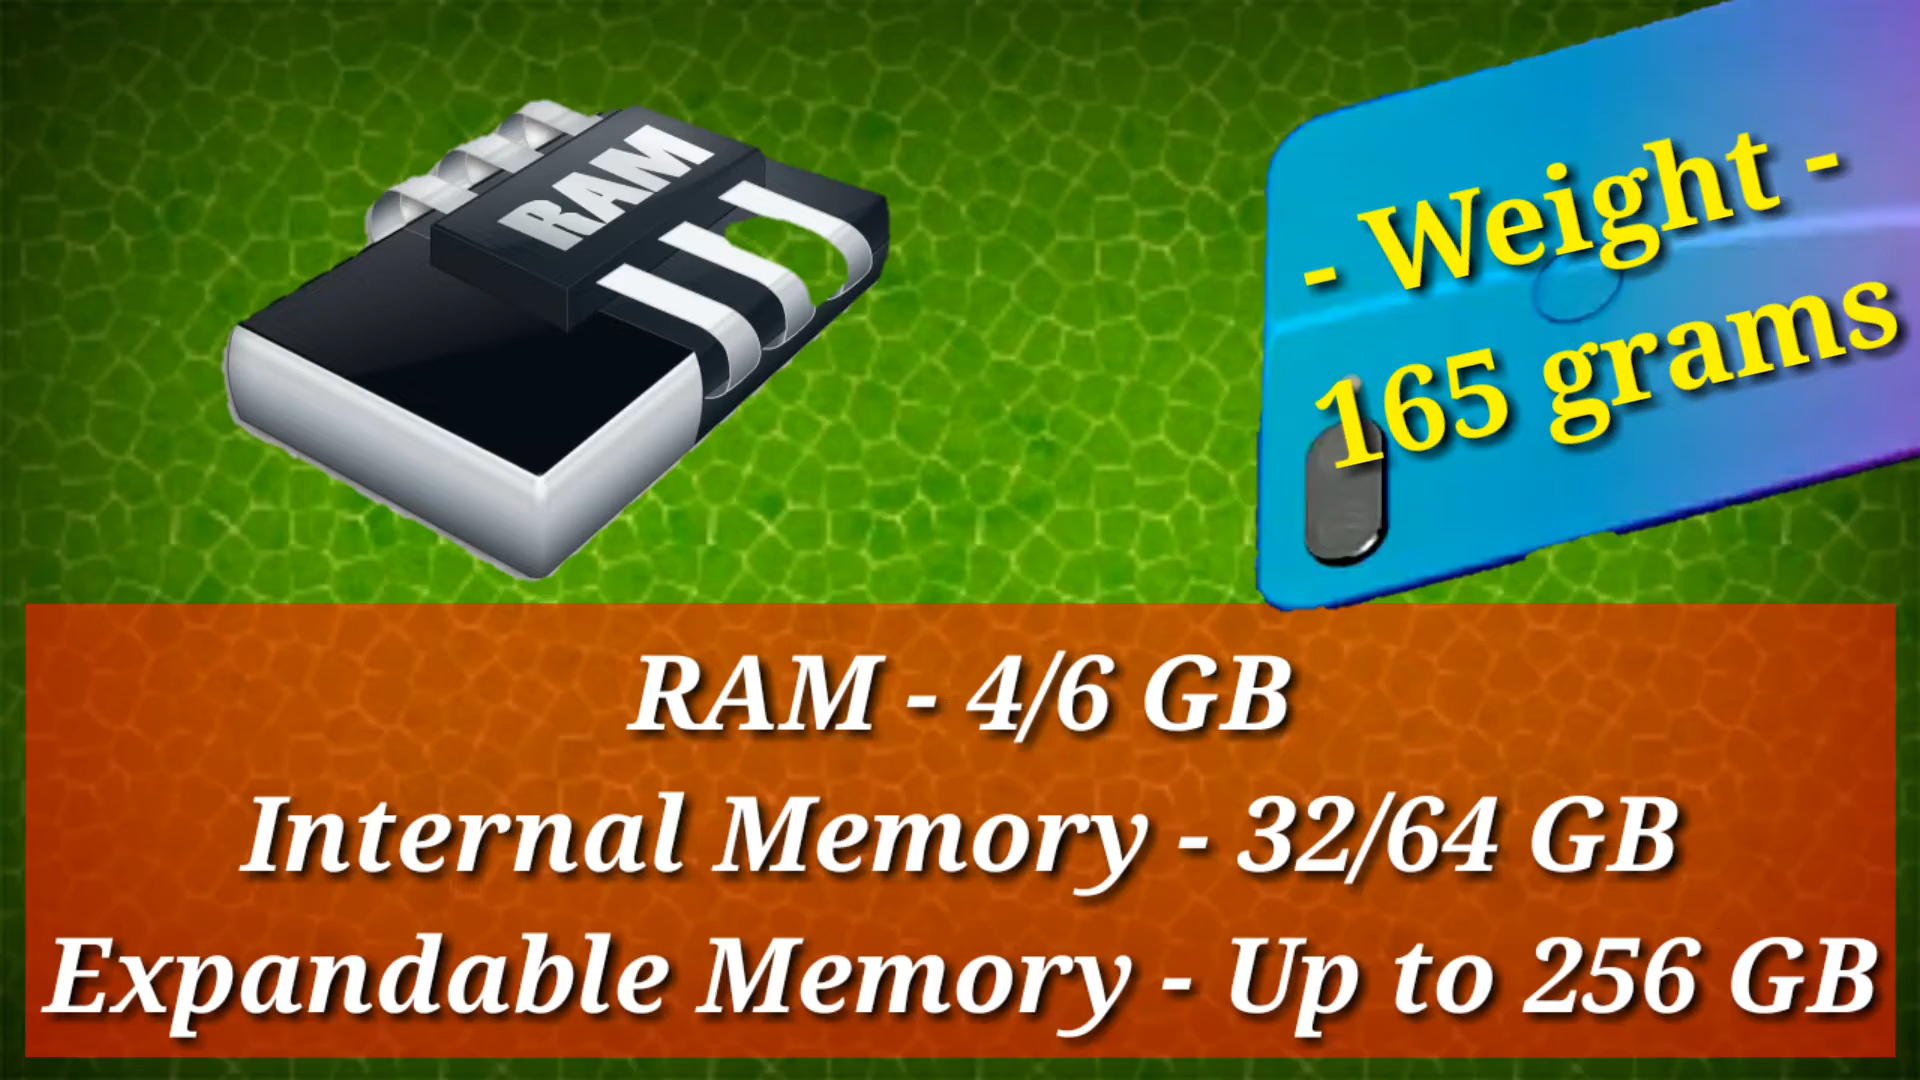 RAM
- Weight -
165 grams
RAM - 4/6 GB
Internal Memory - 32/64 GB
Expandable Memory - Up to 256 GB